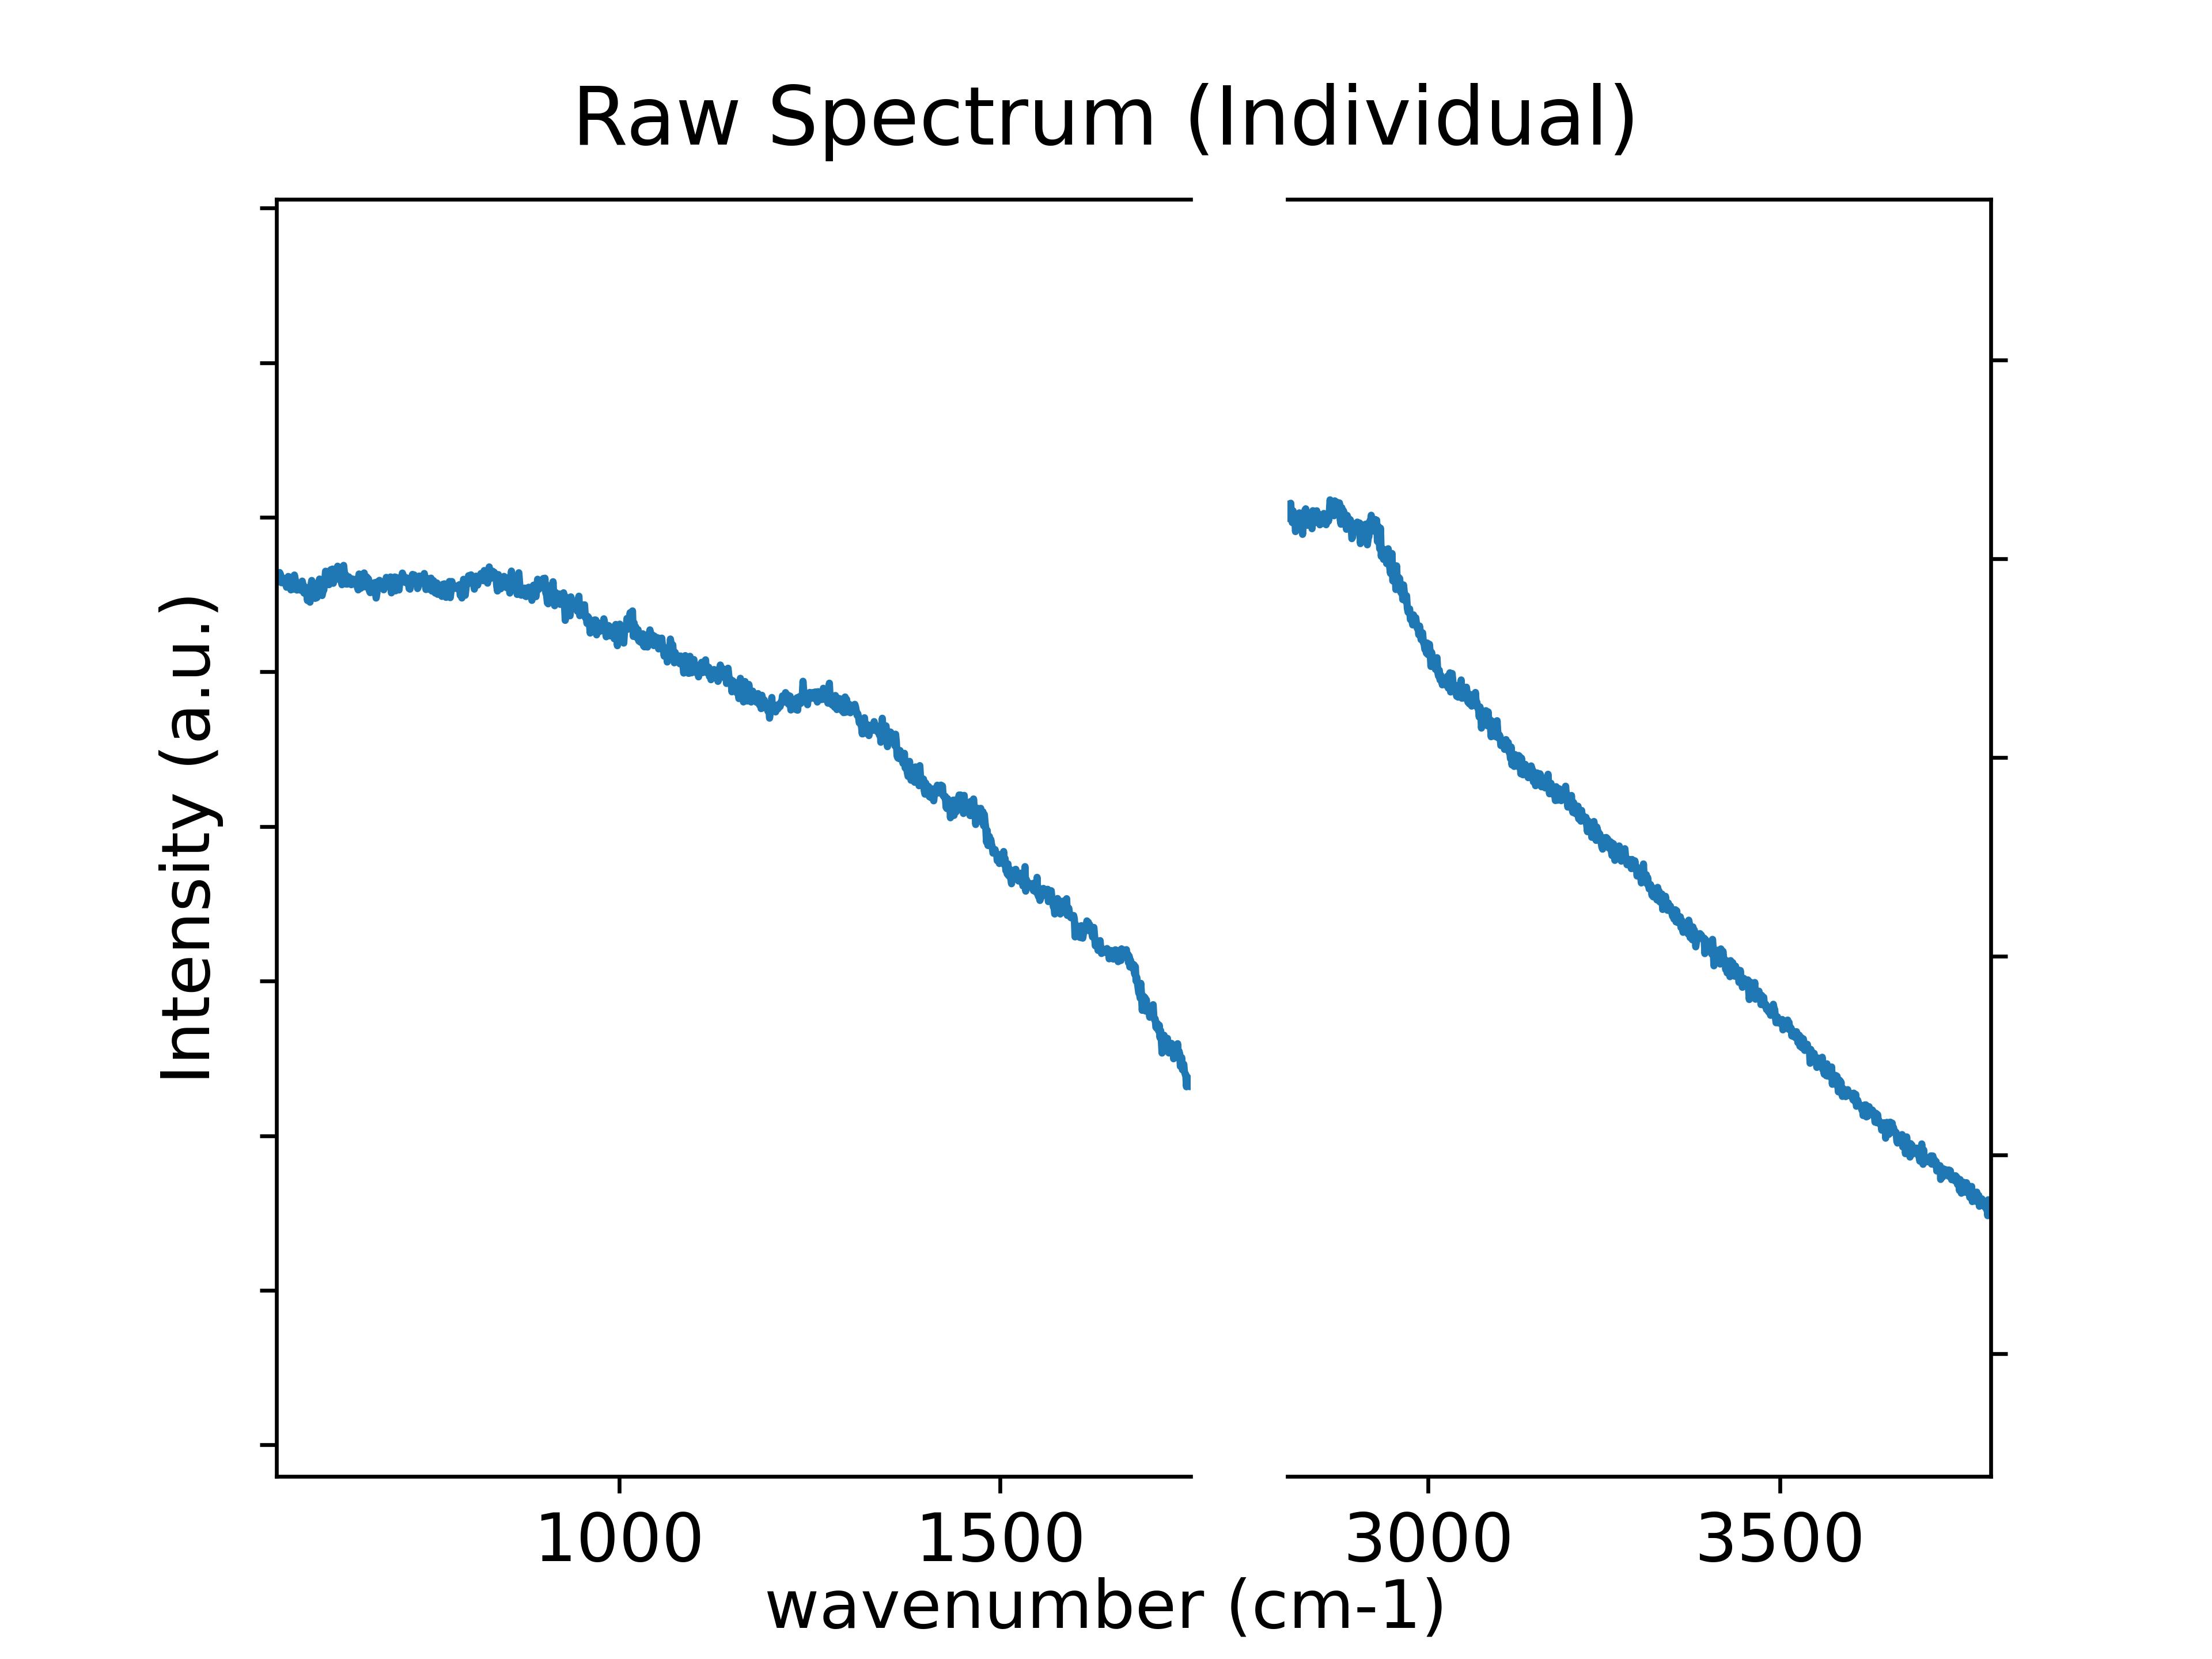 Raw Spectrum (Individual)
Intensity (a.u.)
1000 1500 3000 3500
wavenumber (cm-1)